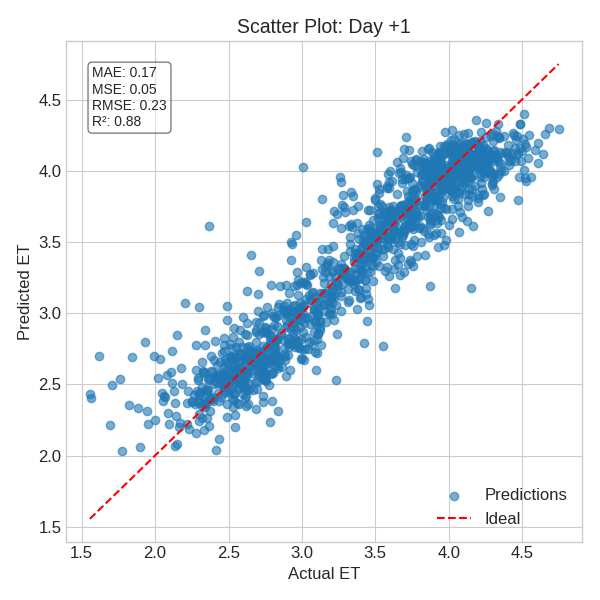 Scatter Plot: Day +1
MAE: 0.17
MSE: 0.05
RMSE: 0.23
R²: 0.88
Predicted ET
4.5
4.0
3.5
3.0
2.5
2.0
1.5
Predictions
Ideal
1.5 2.0 2.5 3.0 3.5 4.0 4.5
Actual ET